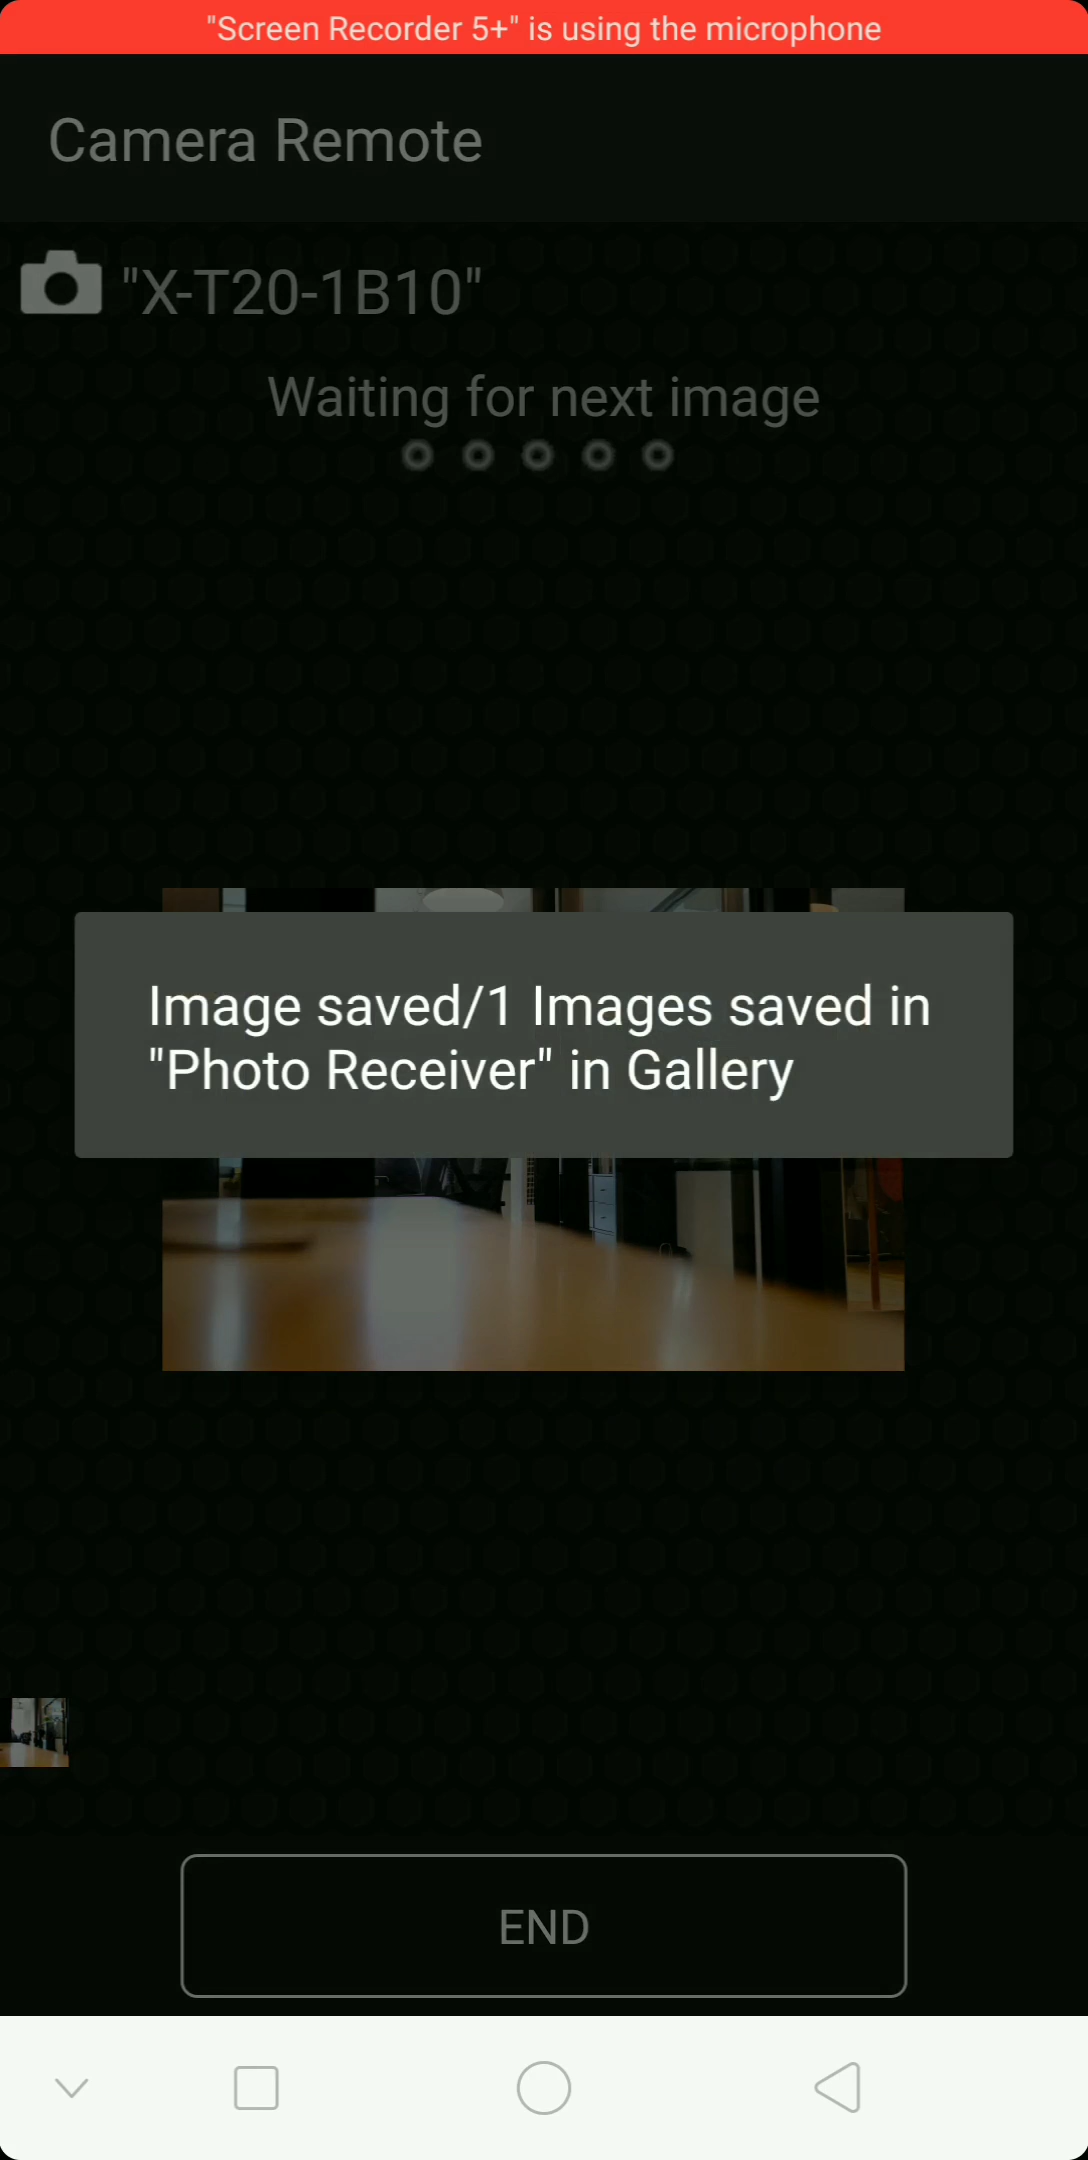 "Screen Recorder 5+" is using the microphone
Camera Remote
"X-T20-1B10"
Waiting for next image
Image saved/1 Images saved in
"Photo Receiver" in Gallery
END